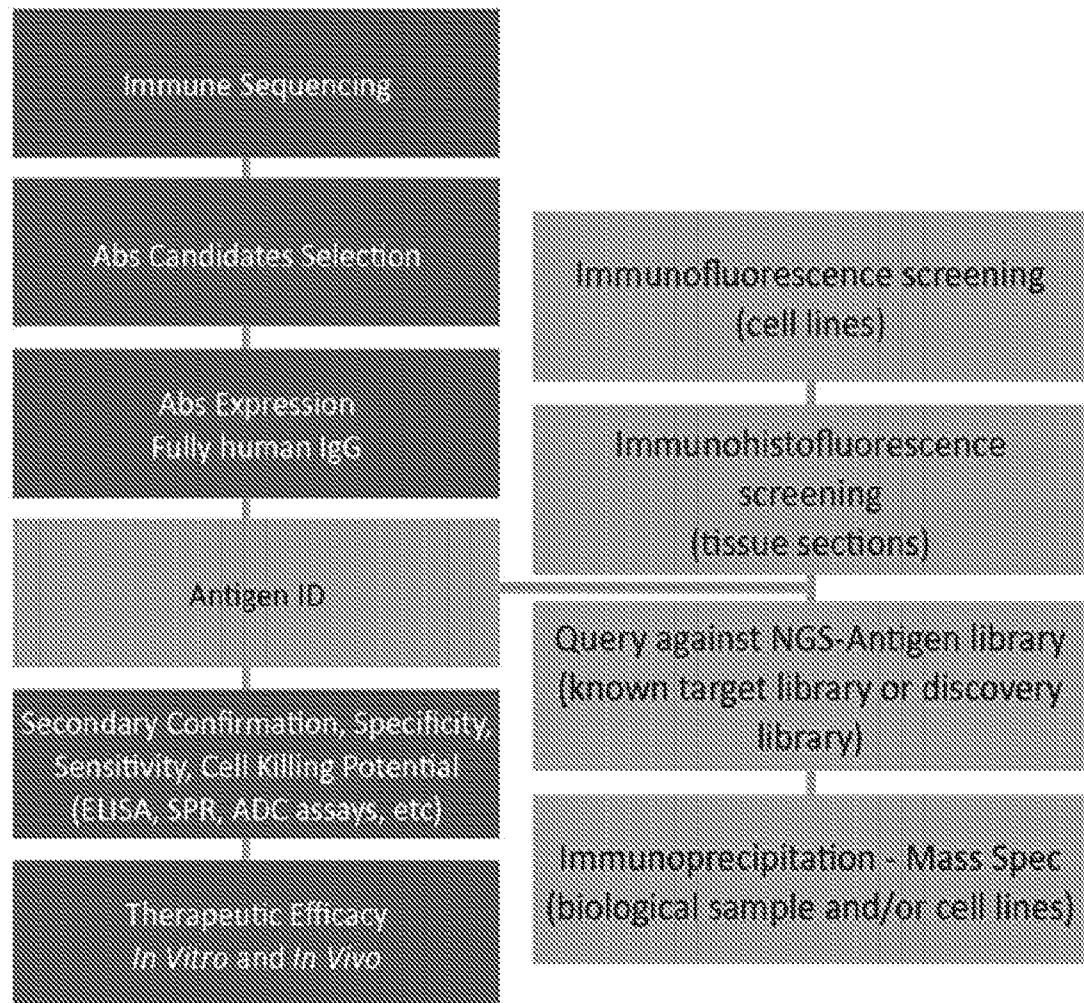 Immune Sequencing
Abs Candidates Selection
Abs Expression
Fully human IgG
Antigen ID
Secondary Confirmation, Specificity,
Sensitivity, Cell Killing Potential
(ELISA, SPR, ADC assays, etc)
Therapeutic Efficacy
In Vitro and In Vivo
Immunofluorescence screening
(cell lines)
Immunohistofluorescence
screening
(tissue sections)
Query against NGS-Antigen library
(known target library or discovery
library)
Immunoprecipitation - Mass Spec
(biological sample and/or cell lines)